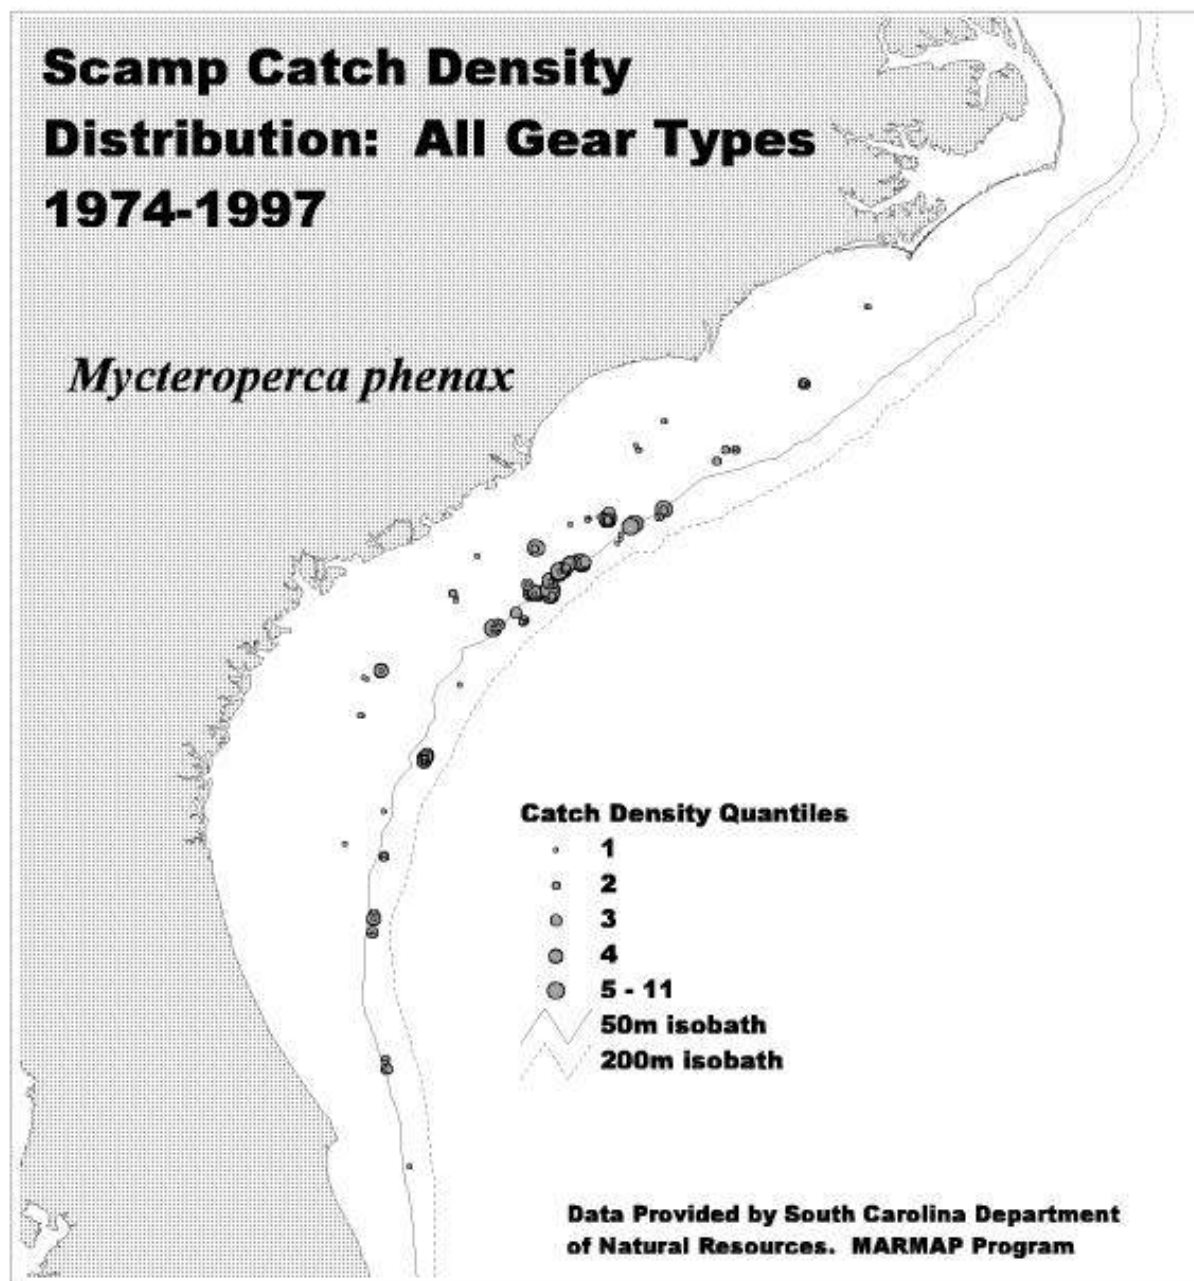 Scamp Catch Density
Distribution: All Gear Types
1974-1997
Mycteroperca phenax
Catch Density Quantiles
1
2
3
4
5 - 11
50m isobath
200m isobath
Data Provided by South Carolina Department
of Natural Resources. MARMAP Program